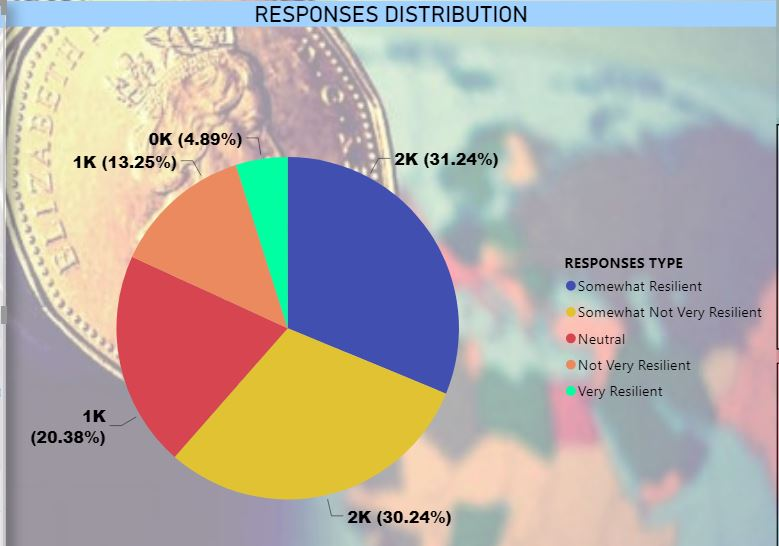 RESPONSES DISTRIBUTION
ELIZABETH
0K (4.89%)
1K (13.25%)
2K (31.24%)
RESPONSES TYPE
Somewhat Resilient
Somewhat Not Very Resilient
Neutral
Not Very Resilient
Very Resilient
1K
(20.38%)
2K (30.24%)